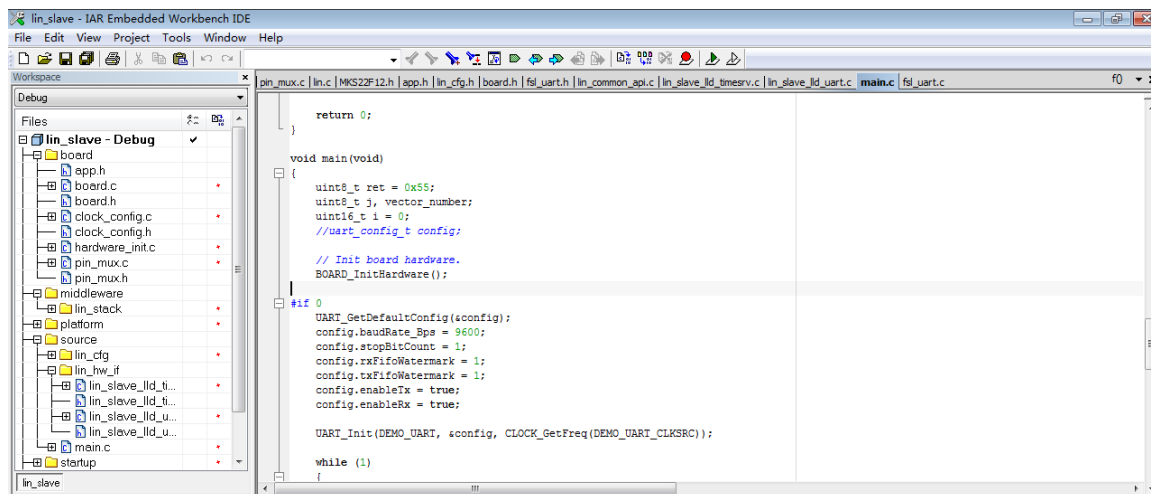 lin_slave - IAR Embedded Workbench IDE
File Edit View Project Tools Window Help
Workspace
Debug
Files
lin_slave - Debug
board
app.h
board.c
board.h
clock_config.c
clock_config.h
hardware_init.c
pin_mux.c
pin_mux.h
middleware
lin_stack
platform
source
lin_cfg
lin_hw_if
lin_slave_lld_ti...
lin_slave_lld_ti...
lin_slave_lld_u...
lin_slave_lld_u...
main.c
startup
lin_slave
pin_mux.c | lin.c | MKS22F12.h | app.h | lin_cfg.h | board.h | fsl_uart.h | lin_common_api.c | lin_slave_lld_timesrv.c | lin_slave_lld_uart.c main.c fsl_uart.c
f()
return 0;
}
void main(void)
{
uint8_t ret = 0x55;
uint8_t j, vector_number;
uint16_t i = 0;
//uart_config_t config;
// Init board hardware.
BOARD_InitHardware();
#if 0
UART_GetDefaultConfig(&config);
config.baudRate_Bps = 9600;
config.stopBitCount = 1;
config.rxFifoWatermark = 1;
config.txFifoWatermark = 1;
config.enableTx = true;
config.enableRx = true;
UART_Init(DEMO_UART, &config, CLOCK_GetFreq(DEMO_UART_CLKSRC));
while (1)
{